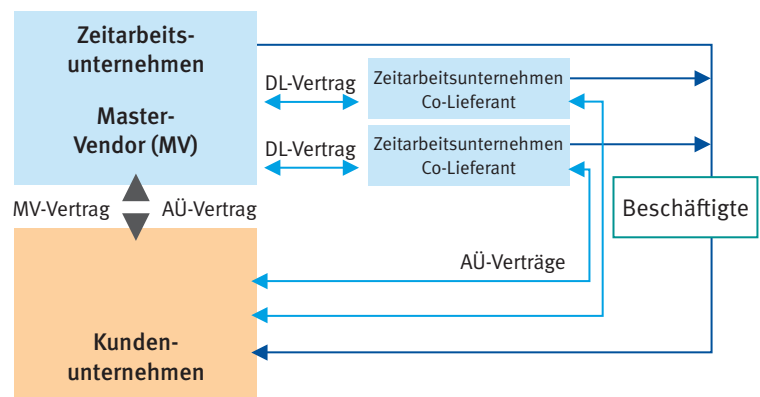 Zeitarbeits-
unternehmen
Master-
Vendor (MV)
DL-Vertrag
Zeitarbeitsunternehmen
Co-Lieferant
DL-Vertrag
Zeitarbeitsunternehmen
Co-Lieferant
MV-Vertrag
AÜ-Vertrag
Beschäftigte
AÜ-Verträge
Kunden-
unternehmen